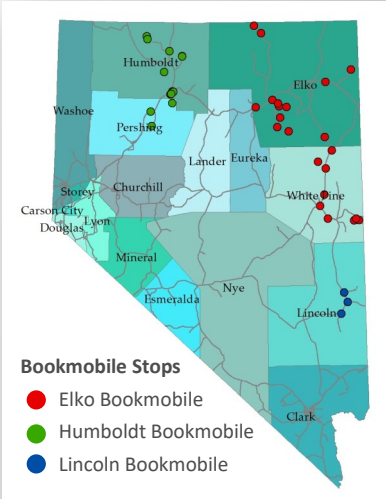 Humboldt
Elko
Washoe
Pershing
Lander
Eureka
Storey
Churchill
White Pine
Carson City
Lyon
Douglas
Mineral
Nye
Esmeralda
Lincoln
Clark
Bookmobile Stops
Elko Bookmobile
Humboldt Bookmobile
Lincoln Bookmobile